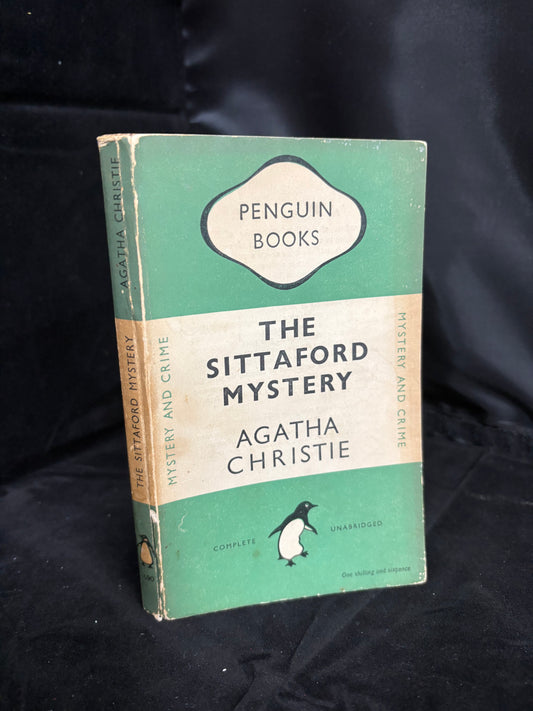 AGATHA CHRISTIE
THE SITTAFORD MYSTERY
PENGUIN
BOOKS
MYSTERY AND CRIME
THE
SITTAFORD
MYSTERY
AGATHA
CHRISTIE
MYSTERY AND CRIME
COMPLETE
UNABRIDGED
One shilling and sixpence